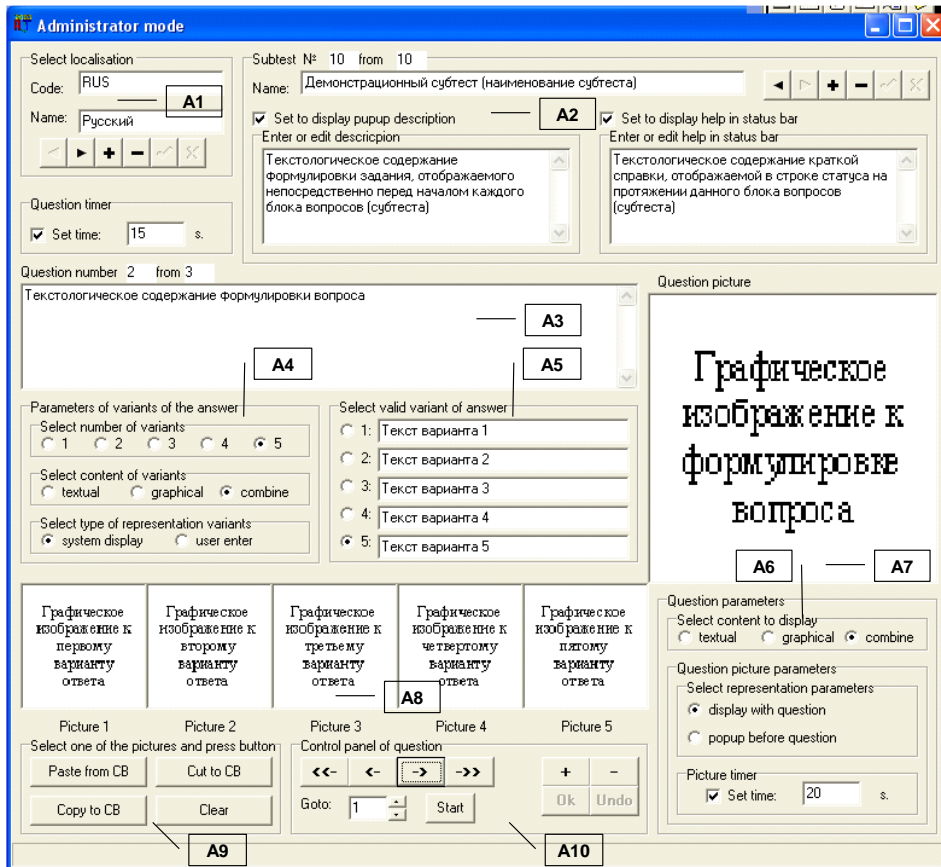 Administrator mode
Select localisation
Code: RUS
A1
Name: Русский
Subtest № 10 from 10
Name: Демонстрационный субтест (наименование субтеста)
A2
Set to display pupup description
Set to display help in status bar
Enter or edit descricpion
Текстологическое содержание
формулировки задания, отображаемого
непосредственно перед началом каждого
блока вопросов (субтеста)
Enter or edit help in status bar
Текстологическое содержание краткой
справки, отображаемой в строке статуса на
протяжении данного блока вопросов
(субтеста)
Question timer
Set time: 15 s.
Question number 2 from 3
Текстологическое содержание формулировки вопроса
A3
A4
A5
Question picture
Графическое
изображение к
формулировке
вопроса
A6
A7
Parameters of variants of the answer
Select number of variants
1 2 3 4 5
Select content of variants
textual graphical combine
Select type of representation variants
system display user enter
Select valid variant of answer
1: Текст варианта 1
2: Текст варианта 2
3: Текст варианта 3
4: Текст варианта 4
5: Текст варианта 5
Графическое
изображение к
первому
варианту
ответа
Графическое
изображение к
второму
варианту
ответа
Графическое
изображение к
третьему
варианту
ответа
Графическое
изображение к
четвертому
варианту
ответа
Графическое
изображение к
пятому
варианту
ответа
A8
Picture 1 Picture 2 Picture 3 Picture 4 Picture 5
Question parameters
Select content to display
textual graphical combine
Question picture parameters
Select representation parameters
display with question
popup before question
Picture timer
Set time: 20 s.
Select one of the pictures and press button
Paste from CB Cut to CB
Copy to CB Clear
A9
Control panel of question
<<- <- -> ->> + -
Goto: 1 Start Ok Undo
A10